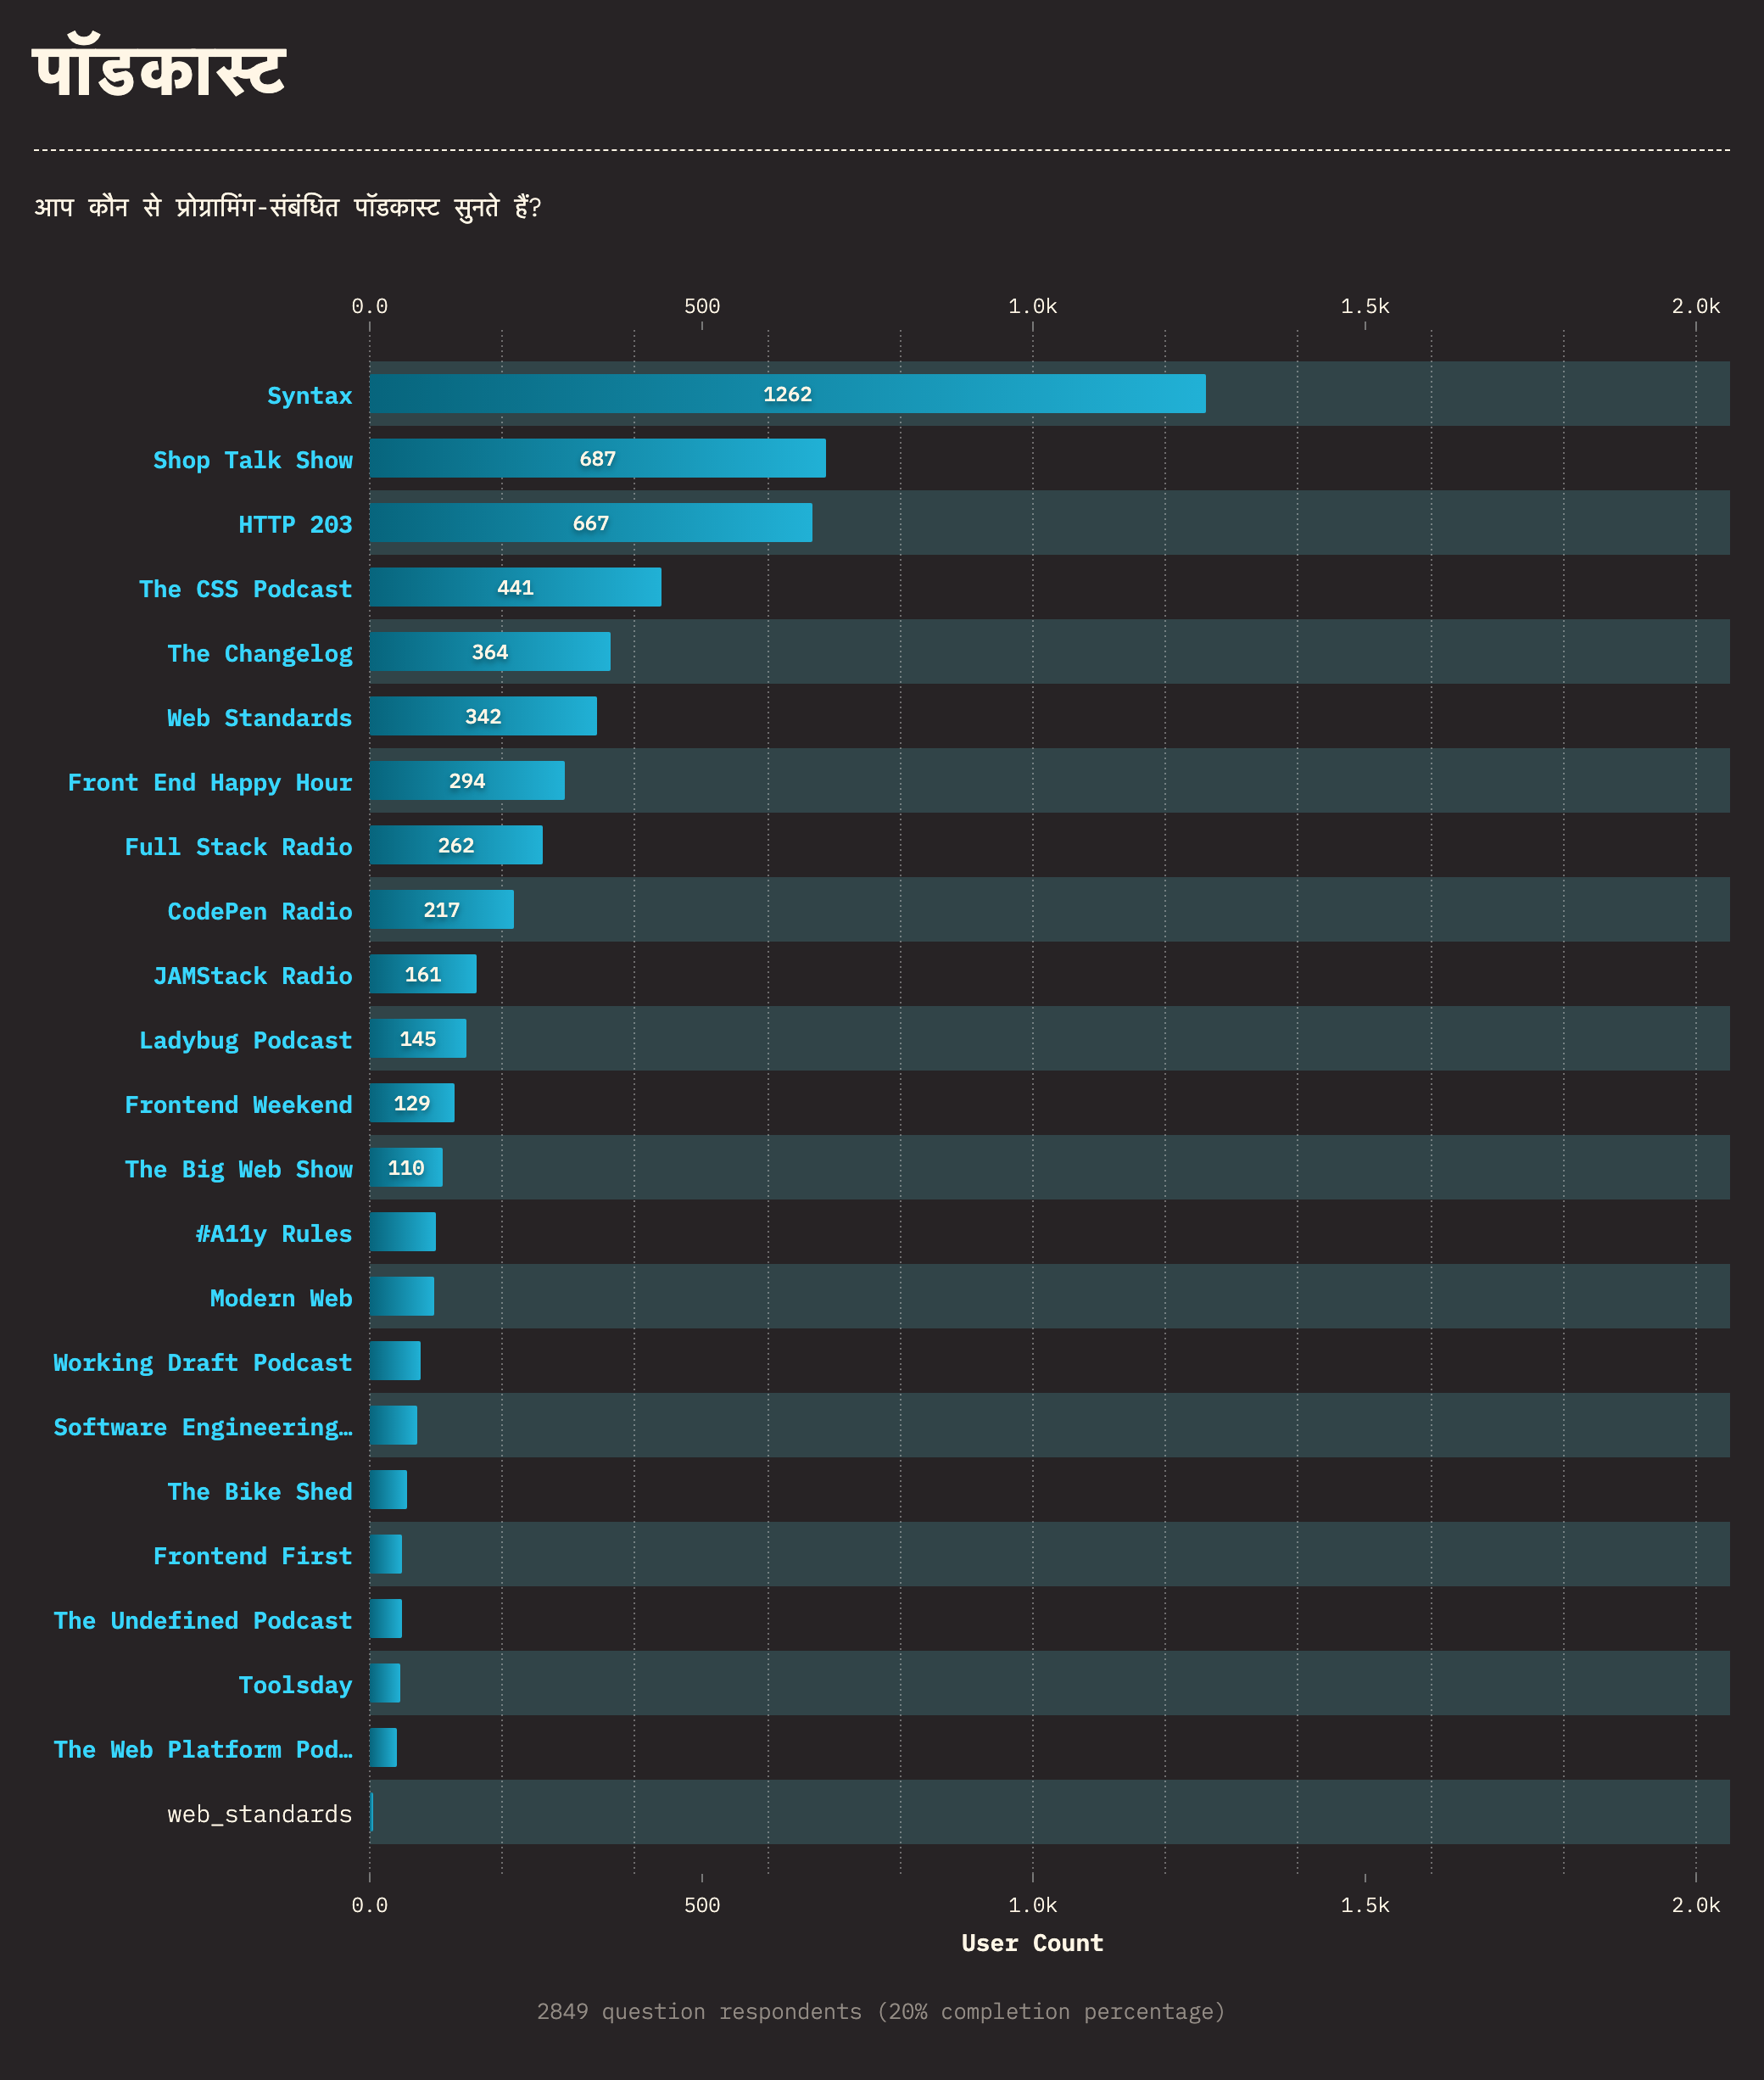 पॉडकास्ट
आप कौन से प्रोग्रामिंग-संबंधित पॉडकास्ट सुनते हैं?
0.0 500 1.0k 1.5k 2.0k
Syntax 1262
Shop Talk Show 687
HTTP 203 667
The CSS Podcast 441
The Changelog 364
Web Standards 342
Front End Happy Hour 294
Full Stack Radio 262
CodePen Radio 217
JAMStack Radio 161
Ladybug Podcast 145
Frontend Weekend 129
The Big Web Show 110
#A11y Rules
Modern Web
Working Draft Podcast
Software Engineering…
The Bike Shed
Frontend First
The Undefined Podcast
Toolsday
The Web Platform Pod…
web_standards
0.0 500 1.0k 1.5k 2.0k
User Count
2849 question respondents (20% completion percentage)